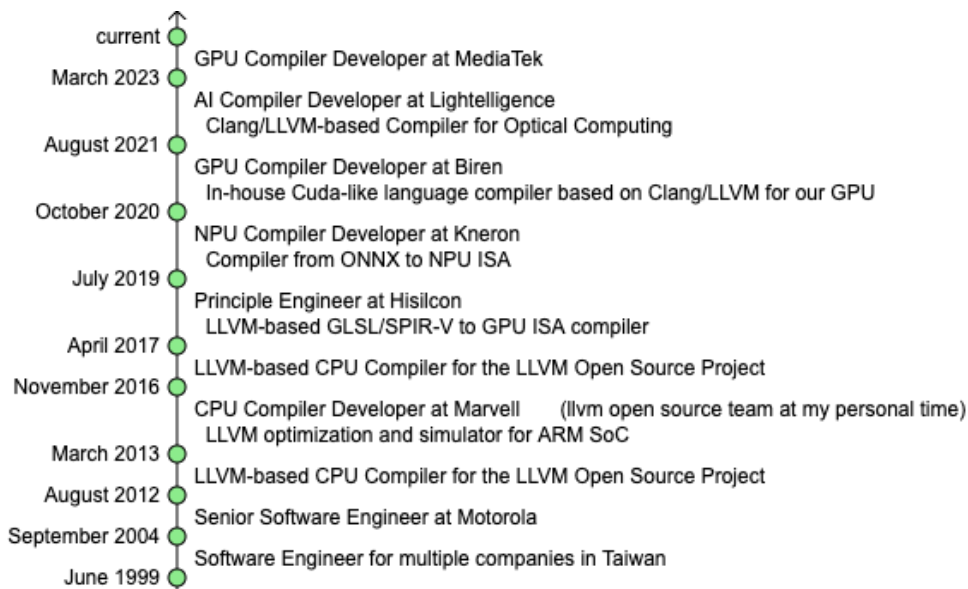 current
GPU Compiler Developer at MediaTek
March 2023
AI Compiler Developer at Lightelligence
Clang/LLVM-based Compiler for Optical Computing
August 2021
GPU Compiler Developer at Biren
In-house Cuda-like language compiler based on Clang/LLVM for our GPU
October 2020
NPU Compiler Developer at Kneron
Compiler from ONNX to NPU ISA
July 2019
Principle Engineer at Hisilcon
LLVM-based GLSL/SPIR-V to GPU ISA compiler
April 2017
LLVM-based CPU Compiler for the LLVM Open Source Project
November 2016
CPU Compiler Developer at Marvell (llvm open source team at my personal time)
LLVM optimization and simulator for ARM SoC
March 2013
LLVM-based CPU Compiler for the LLVM Open Source Project
August 2012
Senior Software Engineer at Motorola
September 2004
Software Engineer for multiple companies in Taiwan
June 1999